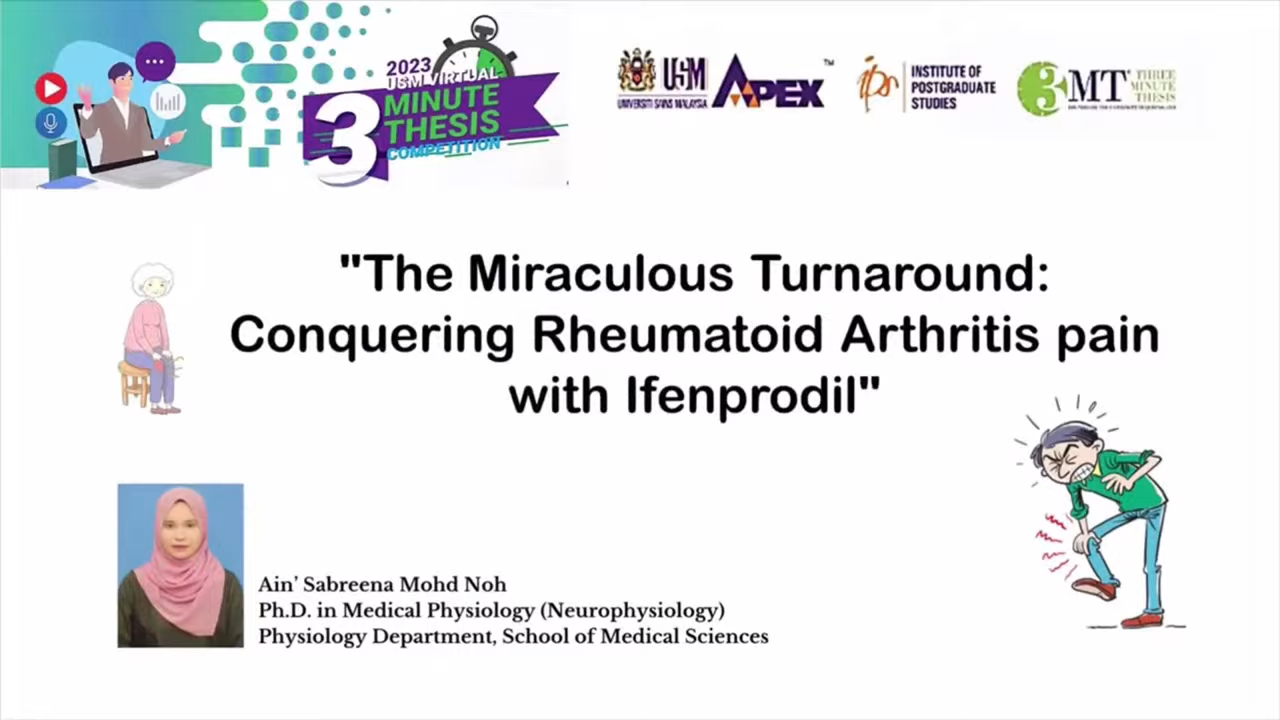 2023
USM VIRTUAL
3 MINUTE
THESIS
COMPETITION
USM
UNIVERSITI SAINS MALAYSIA
APEX™
ips
INSTITUTE OF
POSTGRADUATE
STUDIES
3MT
THREE
MINUTE
THESIS
"The Miraculous Turnaround:
Conquering Rheumatoid Arthritis pain
with Ifenprodil"
Ain’ Sabreena Mohd Noh
Ph.D. in Medical Physiology (Neurophysiology)
Physiology Department, School of Medical Sciences